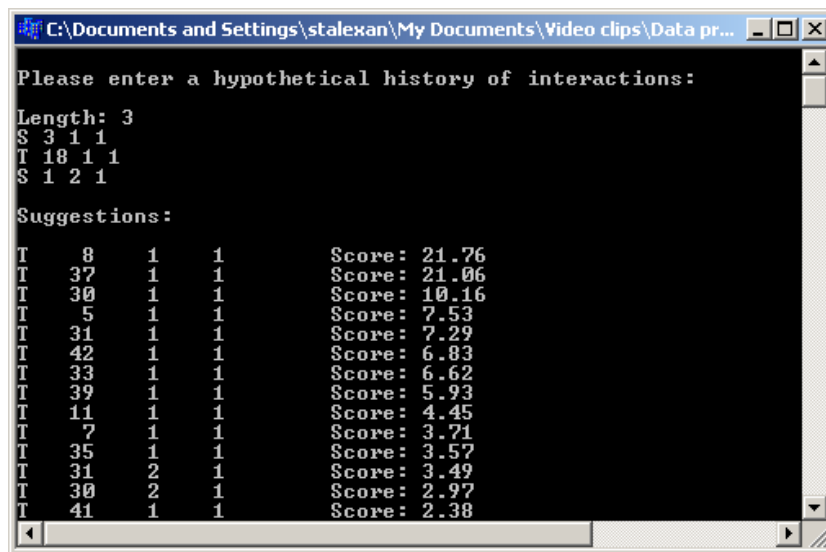 C:\Documents and Settings\stalexan\My Documents\Video clips\Data pr...
Please enter a hypothetical history of interactions:
Length: 3
S 3 1 1
T 18 1 1
S 1 2 1
Suggestions:
T 8 1 1 Score: 21.76
T 37 1 1 Score: 21.06
T 30 1 1 Score: 10.16
T 5 1 1 Score: 7.53
T 31 1 1 Score: 7.29
T 42 1 1 Score: 6.83
T 33 1 1 Score: 6.62
T 39 1 1 Score: 5.93
T 11 1 1 Score: 4.45
T 7 1 1 Score: 3.71
T 35 1 1 Score: 3.57
T 31 2 1 Score: 3.49
T 30 2 1 Score: 2.97
T 41 1 1 Score: 2.38